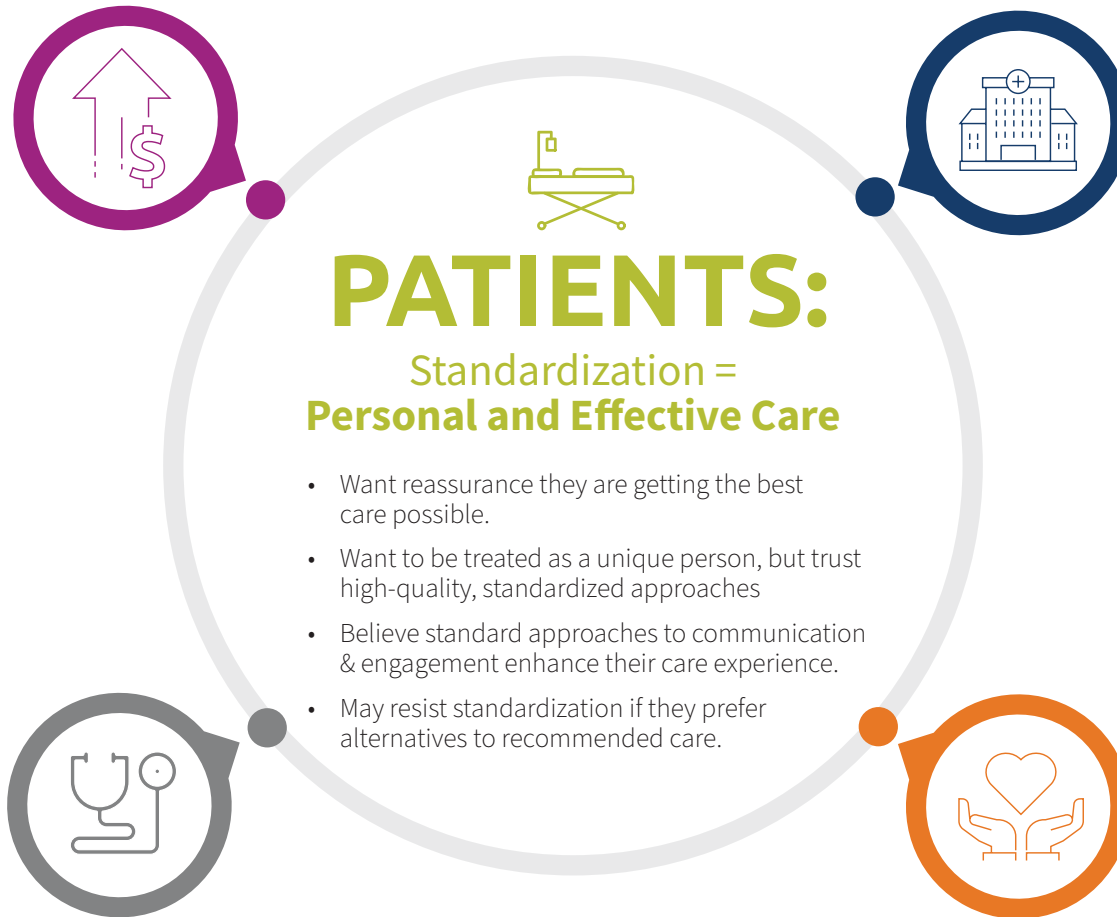 PATIENTS:
Standardization =
Personal and Effective Care
• Want reassurance they are getting the best
care possible.
• Want to be treated as a unique person, but trust
high-quality, standardized approaches
• Believe standard approaches to communication
& engagement enhance their care experience.
• May resist standardization if they prefer
alternatives to recommended care.